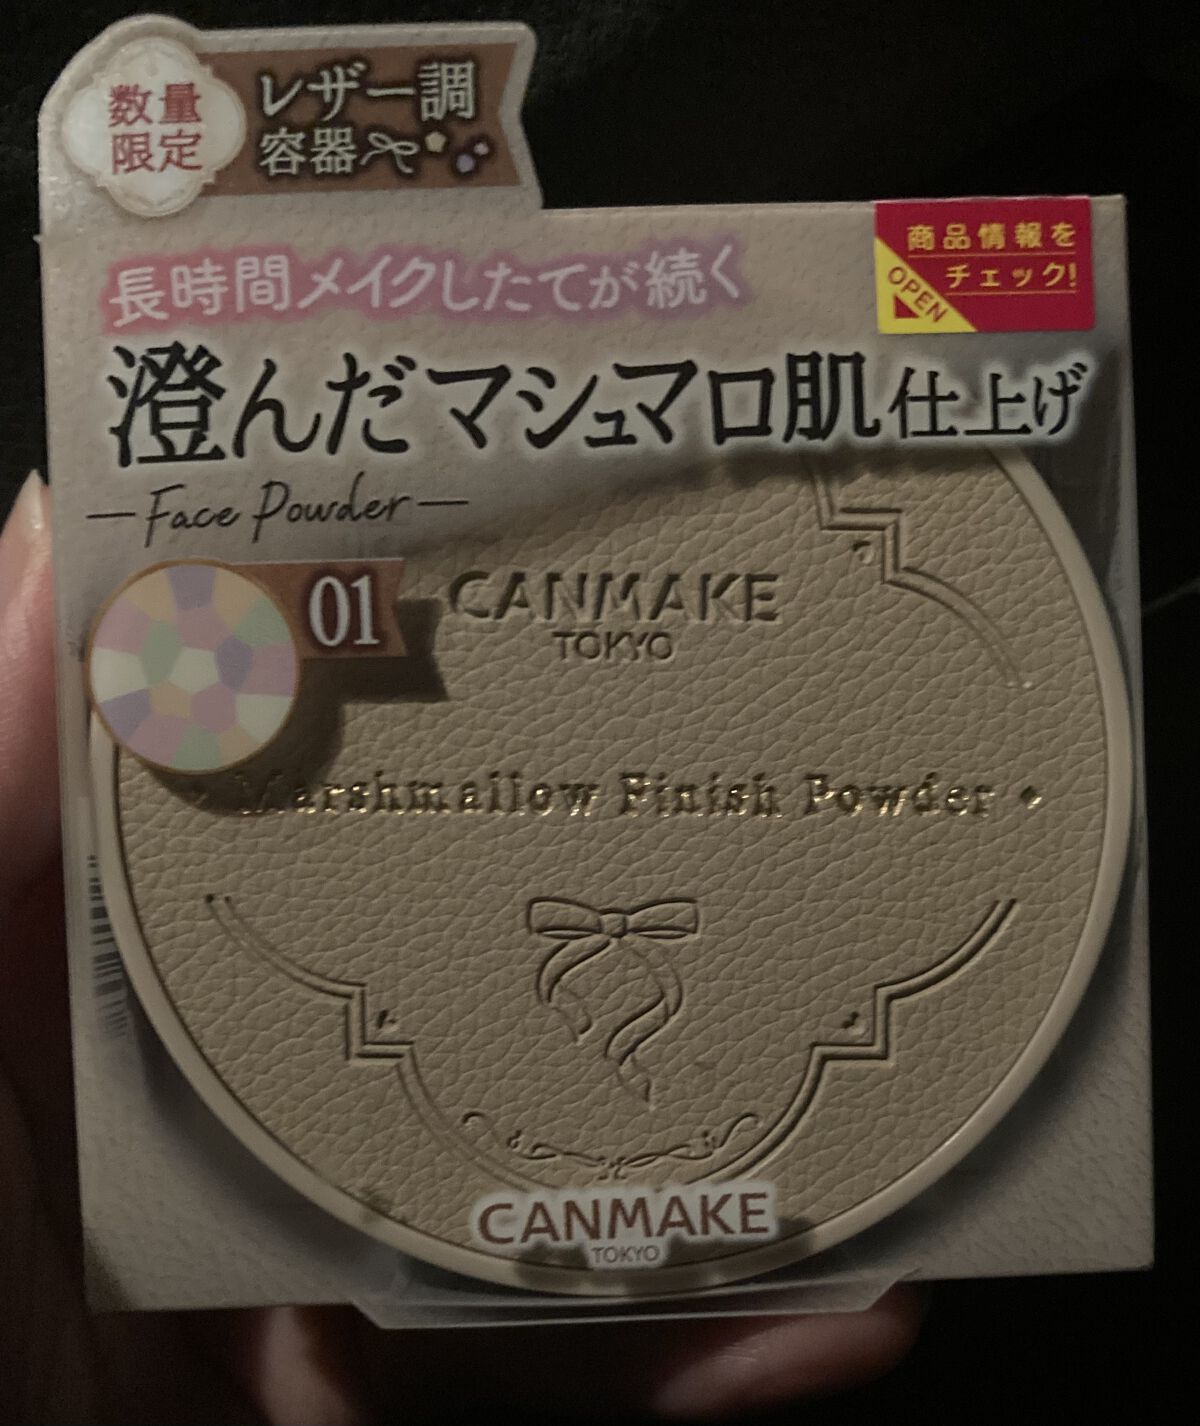 数量
限定
レザー調
容器
商品情報を
チェック!
OPEN
長時間メイクしたてが続く
澄んだマシュマロ肌仕上げ
Face Powder
01
CANMAKE
TOKYO
Marshmallow Finish Powder
CANMAKE
TOKYO